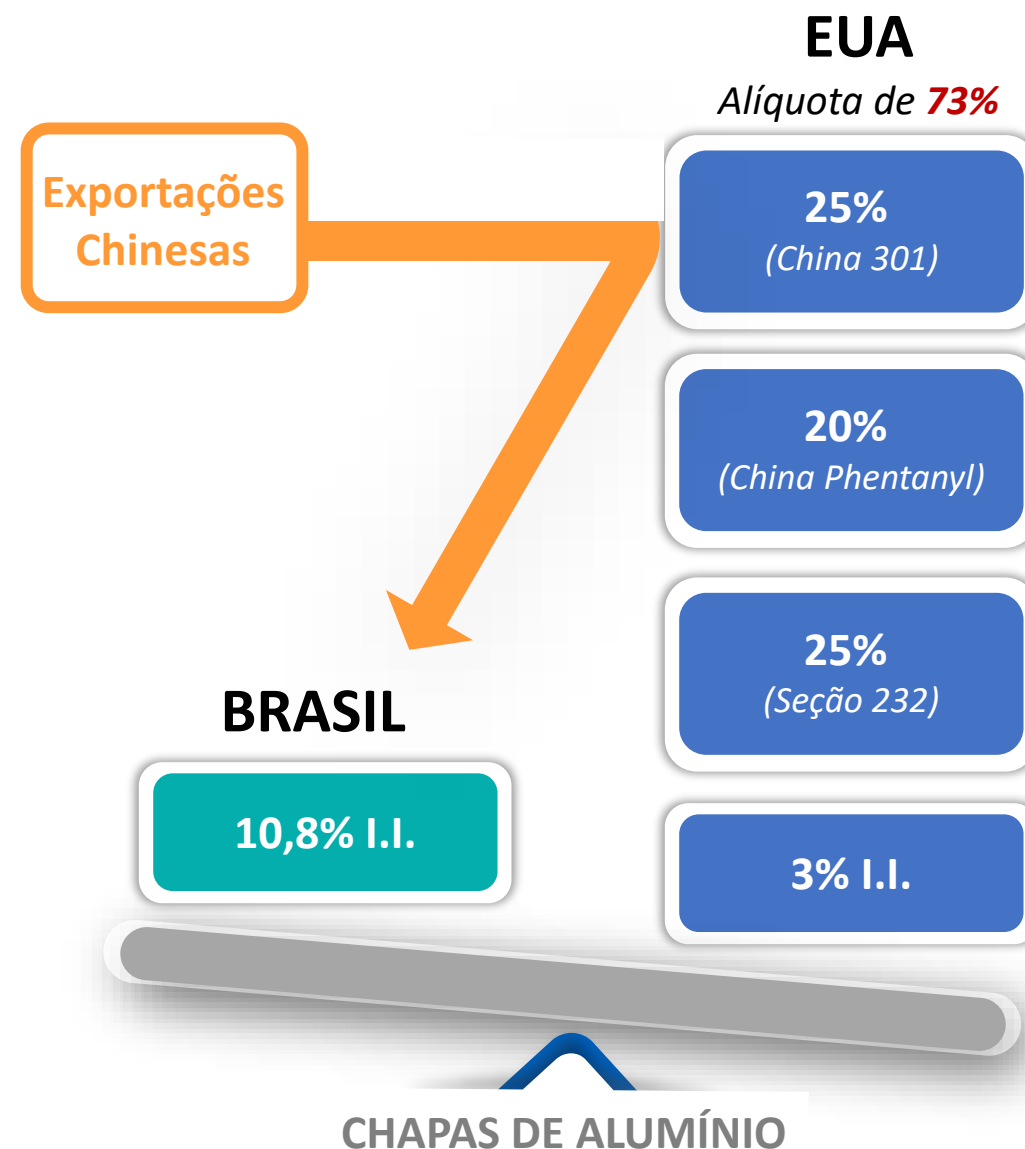 EUA
Alíquota de 73%
Exportações
Chinesas
25%
(China 301)
20%
(China Phentanyl)
25%
(Seção 232)
BRASIL
10,8% I.I.
3% I.I.
CHAPAS DE ALUMÍNIO